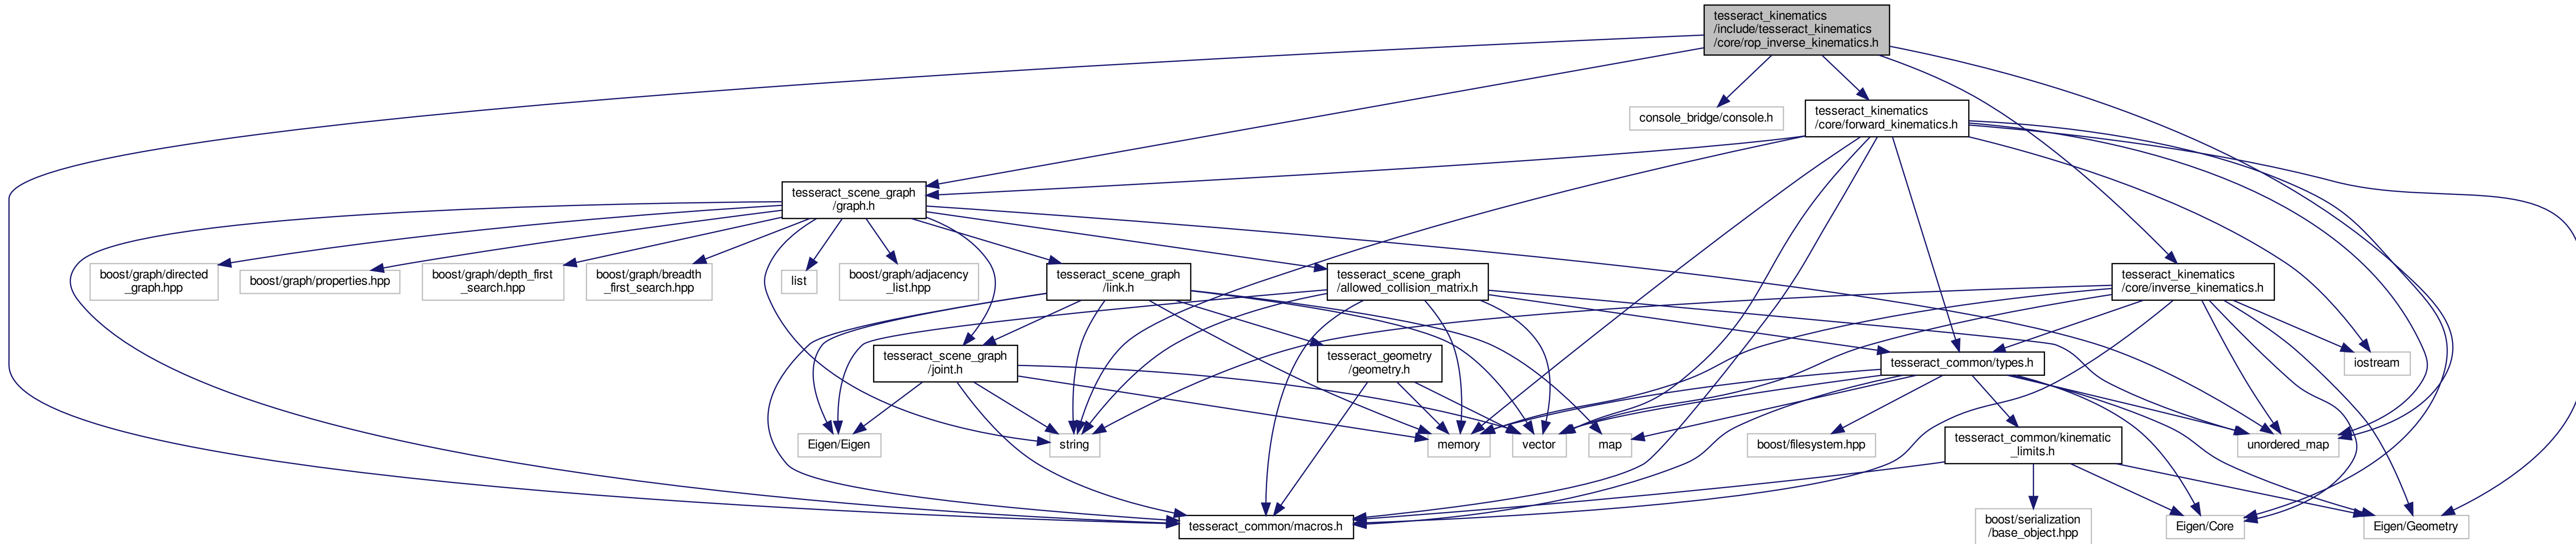 tesseract_kinematics
/include/tesseract_kinematics
/core/rop_inverse_kinematics.h
console_bridge/console.h
tesseract_kinematics
/core/forward_kinematics.h
tesseract_scene_graph
/graph.h
boost/graph/directed
_graph.hpp
boost/graph/properties.hpp
boost/graph/depth_first
_search.hpp
boost/graph/breadth
_first_search.hpp
list
boost/graph/adjacency
_list.hpp
tesseract_scene_graph
/link.h
tesseract_scene_graph
/allowed_collision_matrix.h
tesseract_kinematics
/core/inverse_kinematics.h
tesseract_scene_graph
/joint.h
tesseract_geometry
/geometry.h
tesseract_common/types.h
iostream
Eigen/Eigen
string
memory
vector
map
boost/filesystem.hpp
tesseract_common/kinematic
_limits.h
unordered_map
tesseract_common/macros.h
boost/serialization
/base_object.hpp
Eigen/Core
Eigen/Geometry